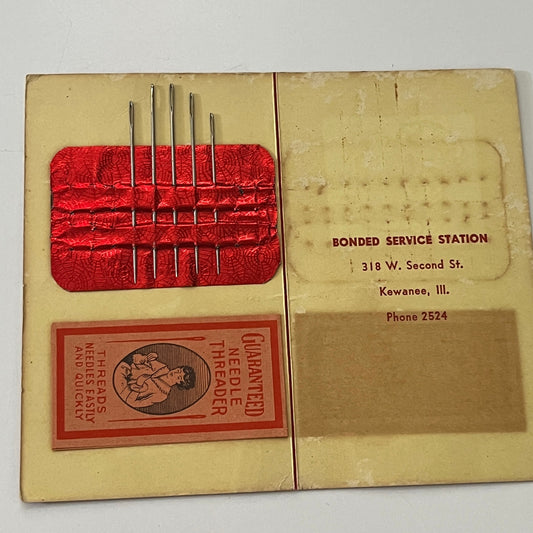 BONDED SERVICE STATION
318 W. Second St.
Kewanee, Ill.
Phone 2524
GUARANTEED
NEEDLE
THREADER
THREADS
NEEDLES EASILY
AND QUICKLY